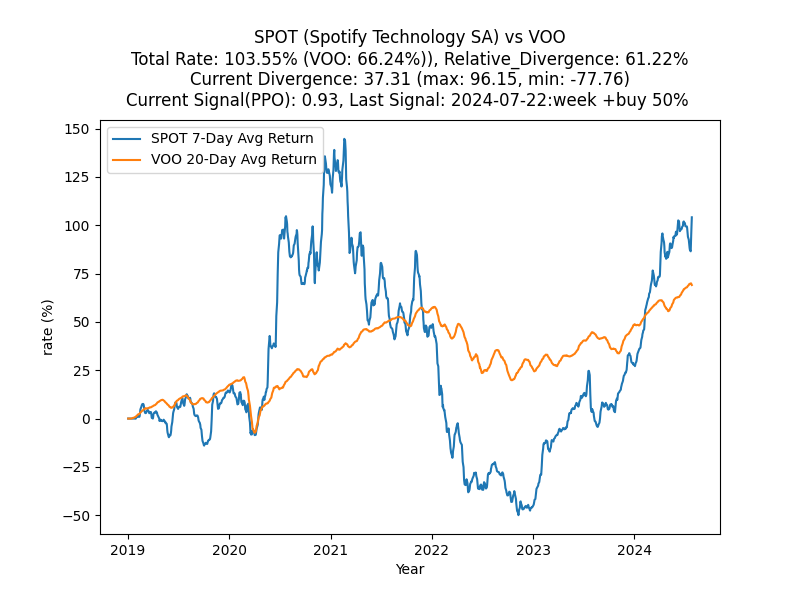 SPOT (Spotify Technology SA) vs VOO
Total Rate: 103.55% (VOO: 66.24%)), Relative_Divergence: 61.22%
Current Divergence: 37.31 (max: 96.15, min: -77.76)
Current Signal(PPO): 0.93, Last Signal: 2024-07-22:week +buy 50%
SPOT 7-Day Avg Return
VOO 20-Day Avg Return
150
125
100
75
50
25
0
−25
−50
rate (%)
2019
2020
2021
2022
2023
2024
Year